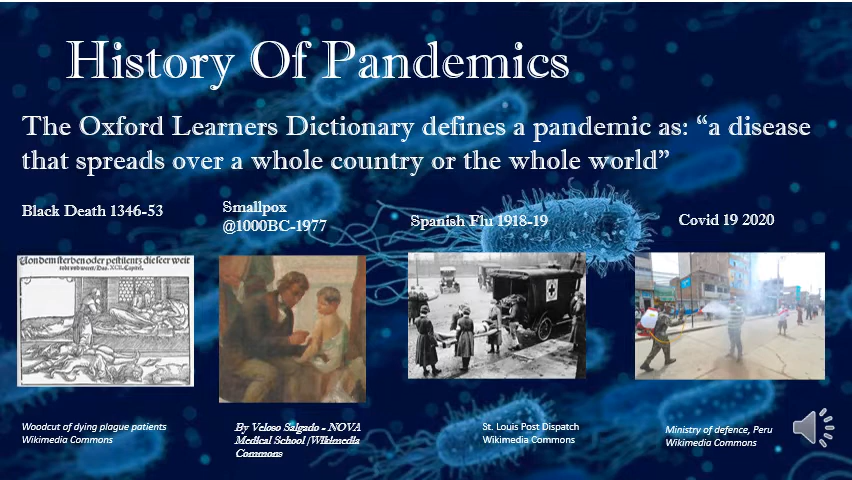 History Of Pandemics
The Oxford Learners Dictionary defines a pandemic as: “a disease
that spreads over a whole country or the whole world”
Black Death 1346-53
Smallpox
@1000BC-1977
Spanish Flu 1918-19
Covid 19 2020
Woodcut of dying plague patients
Wikimedia Commons
By Veloso Salgado - NOVA
Medical School /Wikimedia
Commons
St. Louis Post Dispatch
Wikimedia Commons
Ministry of defence, Peru
Wikimedia Commons